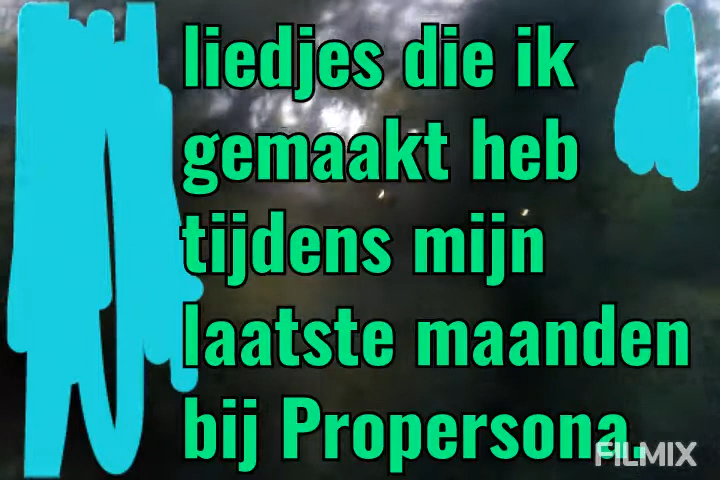 liedjes die ik
gemaakt heb
tijdens mijn
laatste maanden
bij Propersona.
FILMIX